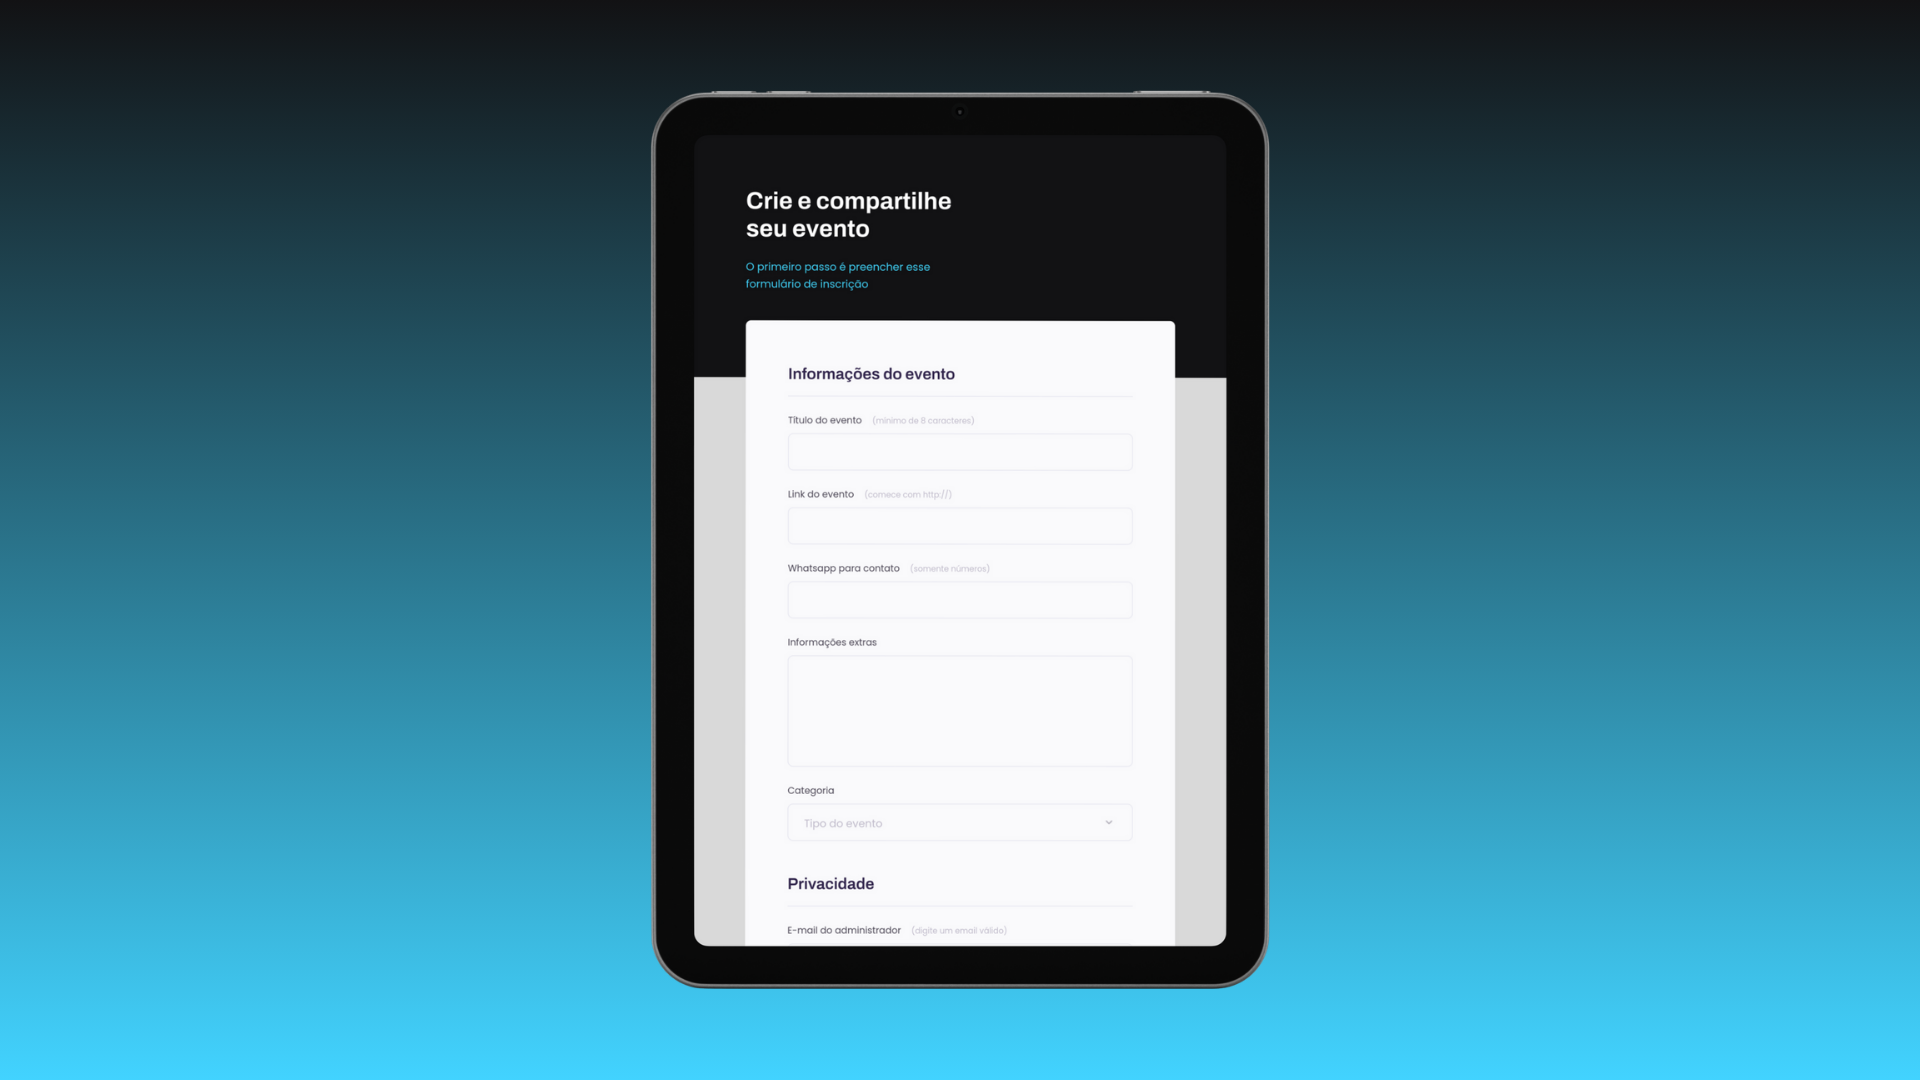 Crie e compartilhe
seu evento
O primeiro passo é preencher esse
formulário de inscrição
Informações do evento
Título do evento (mínimo de 8 caracteres)
Link do evento (comece com http://)
Whatsapp para contato (somente números)
Informações extras
Categoria
Tipo do evento
Privacidade
E-mail do administrador (digite um email válido)